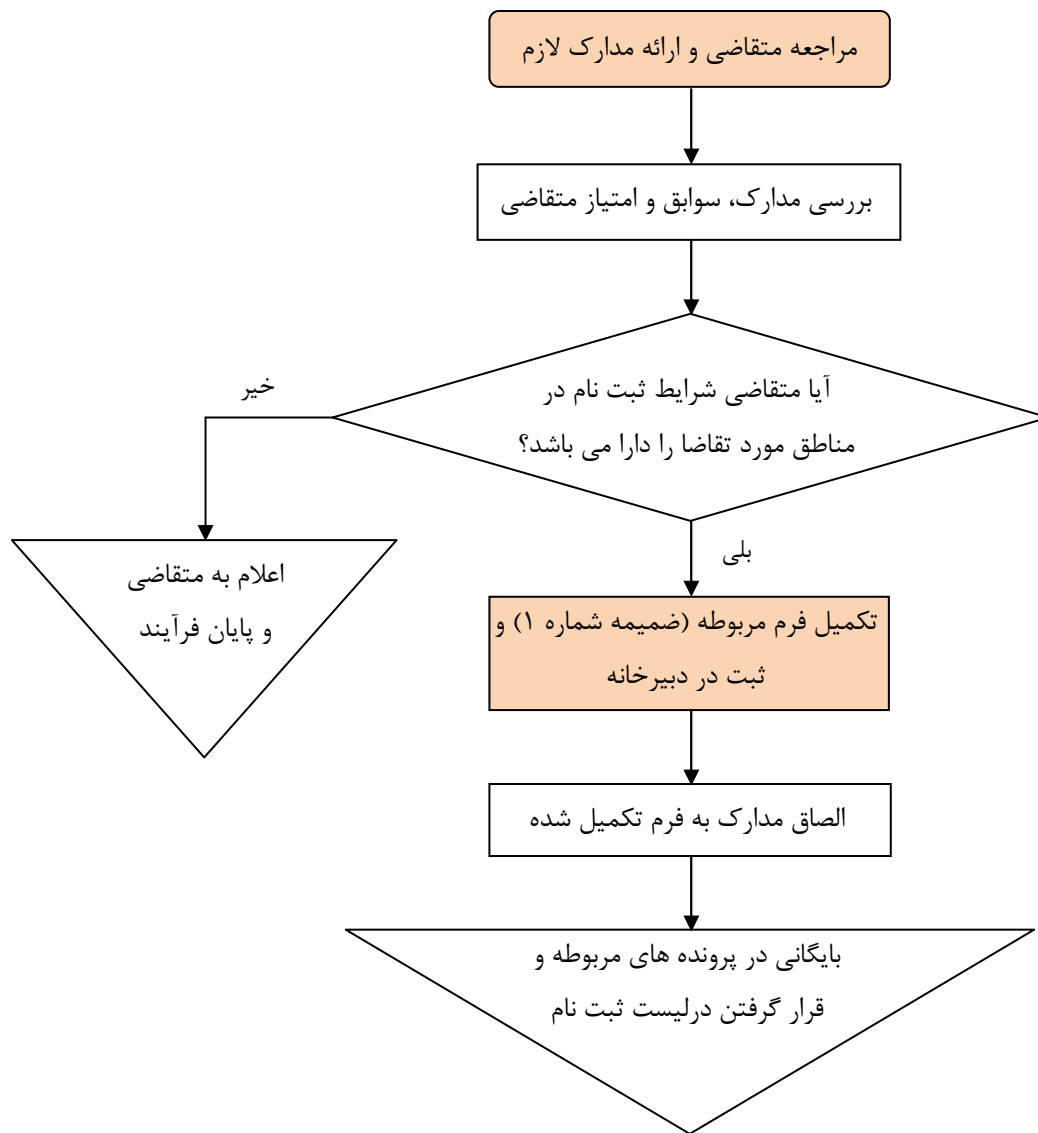 مراجعه متقاضی و ارائه مدارک لازم
بررسی مدارک، سوابق و امتیاز متقاضی
آیا متقاضی شرایط ثبت نام در
مناطق مورد تقاضا را دارا می باشد؟
خیر
اعلام به متقاضی
و پایان فرآیند
بلی
تکمیل فرم مربوطه (ضمیمه شماره ۱) و
ثبت در دبیرخانه
الصاق مدارک به فرم تکمیل شده
بایگانی در پرونده های مربوطه و
قرار گرفتن درلیست ثبت نام